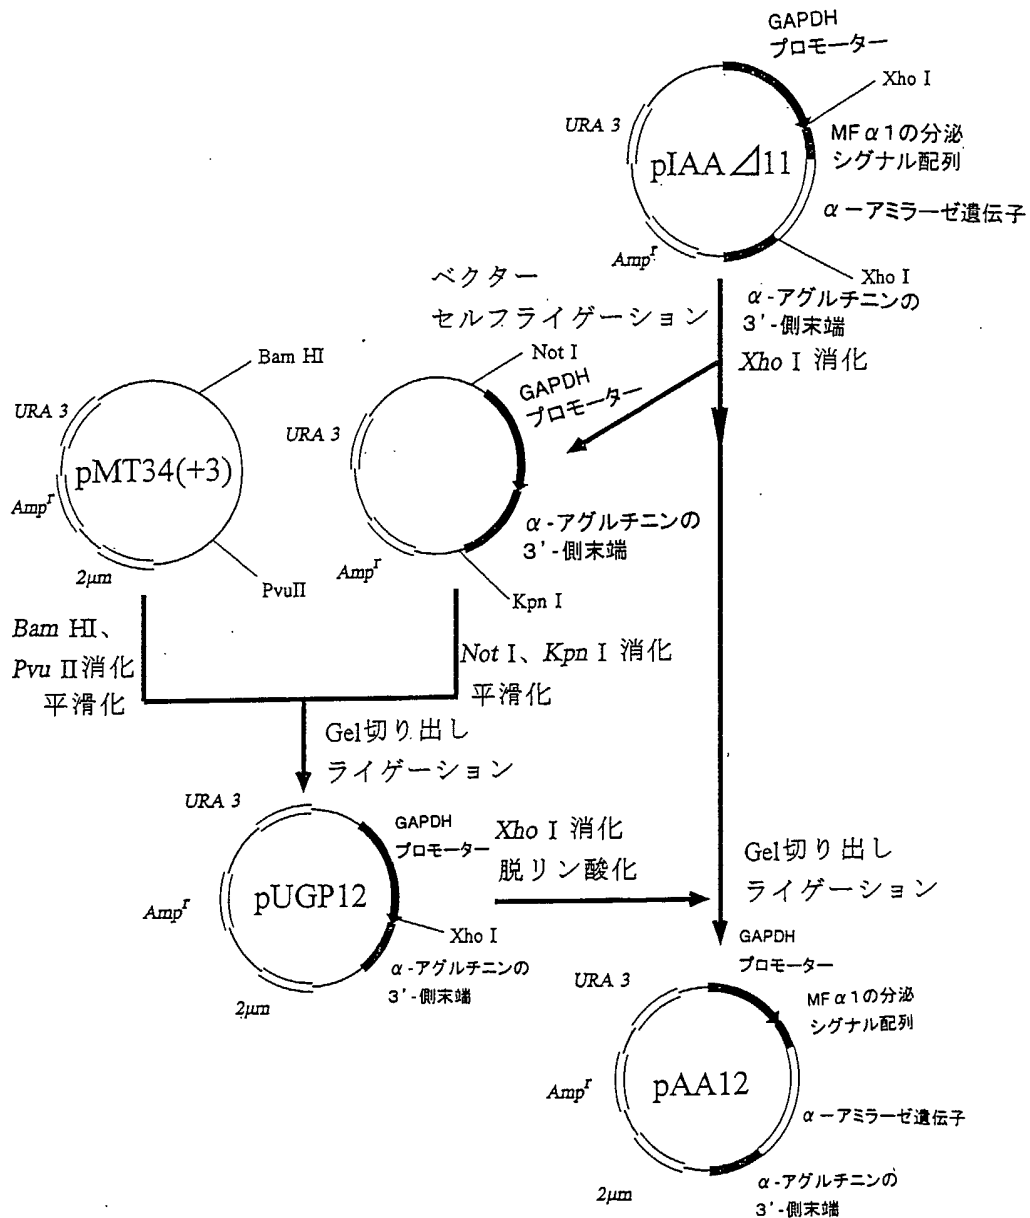 GAPDH
プロモーター
Xho I
URA 3
MFα1の分泌
シグナル配列
pIAA⊿11
α−アミラーゼ遺伝子
Ampr
Xho I
α-アグルチニンの
3'-側末端
Xho I 消化
ベクター
セルフライゲーション
Not I
GAPDH
プロモーター
URA 3
α-アグルチニンの
3'-側末端
Ampr
Kpn I
Bam HI
URA 3
pMT34(+3)
Ampr
2μm
PvuII
Bam HI、
Pvu II消化
平滑化
Not I、Kpn I 消化
平滑化
Gel切り出し
ライゲーション
URA 3
GAPDH
プロモーター
pUGP12
Ampr
Xho I
α-アグルチニンの
3'-側末端
2μm
Xho I 消化
脱リン酸化
Gel切り出し
ライゲーション
GAPDH
プロモーター
URA 3
MFα1の分泌
シグナル配列
pAA12
Ampr
α−アミラーゼ遺伝子
α-アグルチニンの
3'-側末端
2μm